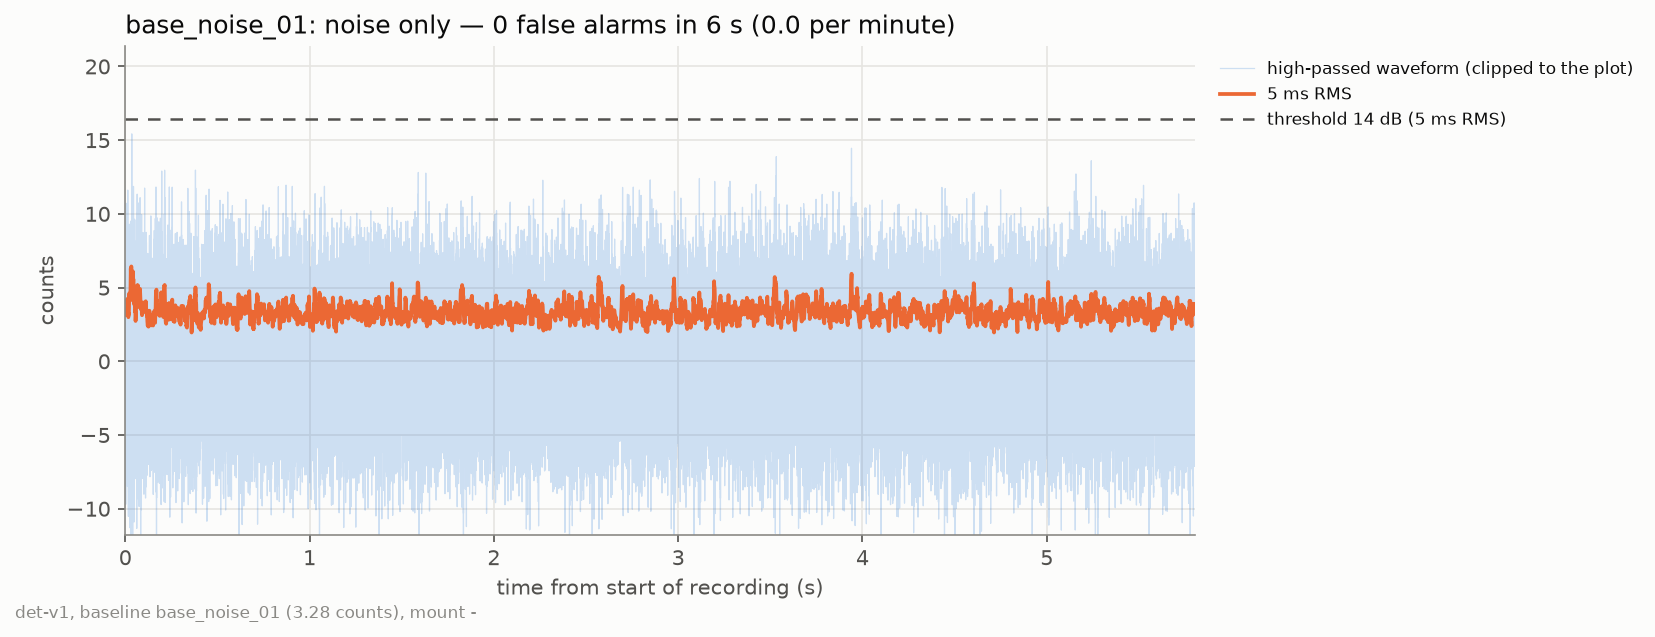 base_noise_01: noise only — 0 false alarms in 6 s (0.0 per minute)
high-passed waveform (clipped to the plot)
5 ms RMS
threshold 14 dB (5 ms RMS)
counts
20
15
10
5
0
−5
−10
0 1 2 3 4 5
time from start of recording (s)
det-v1, baseline base_noise_01 (3.28 counts), mount -